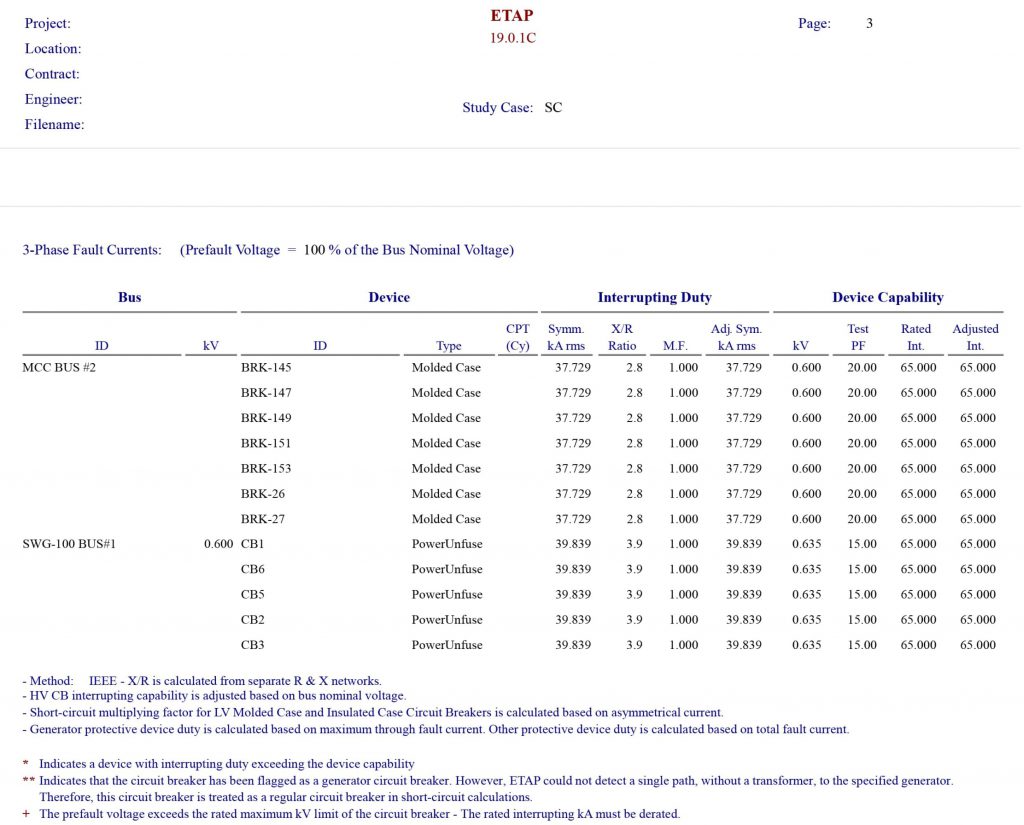 Project: ETAP Page: 3
Location: 19.0.1C
Contract:
Engineer: Study Case: SC
Filename:
3-Phase Fault Currents: (Prefault Voltage = 100 % of the Bus Nominal Voltage)
Bus Device Interrupting Duty Device Capability
CPT Symm. X/R Adj. Sym. Test Rated Adjusted
ID kV ID Type (Cy) kA rms Ratio M.F. kA rms kV PF Int. Int.
MCC BUS #2 BRK-145 Molded Case 37.729 2.8 1.000 37.729 0.600 20.00 65.000 65.000
BRK-147 Molded Case 37.729 2.8 1.000 37.729 0.600 20.00 65.000 65.000
BRK-149 Molded Case 37.729 2.8 1.000 37.729 0.600 20.00 65.000 65.000
BRK-151 Molded Case 37.729 2.8 1.000 37.729 0.600 20.00 65.000 65.000
BRK-153 Molded Case 37.729 2.8 1.000 37.729 0.600 20.00 65.000 65.000
BRK-26 Molded Case 37.729 2.8 1.000 37.729 0.600 20.00 65.000 65.000
BRK-27 Molded Case 37.729 2.8 1.000 37.729 0.600 20.00 65.000 65.000
SWG-100 BUS#1 0.600 CB1 PowerUnfuse 39.839 3.9 1.000 39.839 0.635 15.00 65.000 65.000
CB6 PowerUnfuse 39.839 3.9 1.000 39.839 0.635 15.00 65.000 65.000
CB5 PowerUnfuse 39.839 3.9 1.000 39.839 0.635 15.00 65.000 65.000
CB2 PowerUnfuse 39.839 3.9 1.000 39.839 0.635 15.00 65.000 65.000
CB3 PowerUnfuse 39.839 3.9 1.000 39.839 0.635 15.00 65.000 65.000
- Method: IEEE - X/R is calculated from separate R & X networks.
- HV CB interrupting capability is adjusted based on bus nominal voltage.
- Short-circuit multiplying factor for LV Molded Case and Insulated Case Circuit Breakers is calculated based on asymmetrical current.
- Generator protective device duty is calculated based on maximum through fault current. Other protective device duty is calculated based on total fault current.
* Indicates a device with interrupting duty exceeding the device capability
** Indicates that the circuit breaker has been flagged as a generator circuit breaker. However, ETAP could not detect a single path, without a transformer, to the specified generator.
Therefore, this circuit breaker is treated as a regular circuit breaker in short-circuit calculations.
+ The prefault voltage exceeds the rated maximum kV limit of the circuit breaker - The rated interrupting kA must be derated.